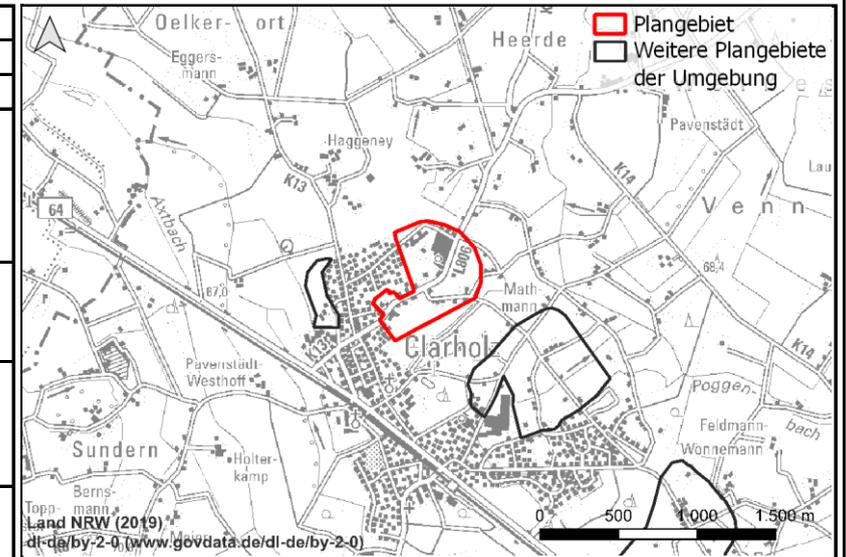 Plangebiet
Weitere Plangebiete
der Umgebung
Oelker- ort
Eggers-
mann
Heerde
Haggeney
Pavenstädt
K13
K14
Venn
64
Axtbach
L806
Math-
mann
68,4
67,0
Clarholz
K13
K14
Pavenstädt-
Westhoff
Poggen-
bach
Feldmann-
Wonnemann
Sundern
Holter-
kamp
Berns-
mann
Topp-
Land NRW (2019)
dl-de/by-2-0 (www.govdata.de/dl-de/by-2-0)
0 500 1.000 1.500 m